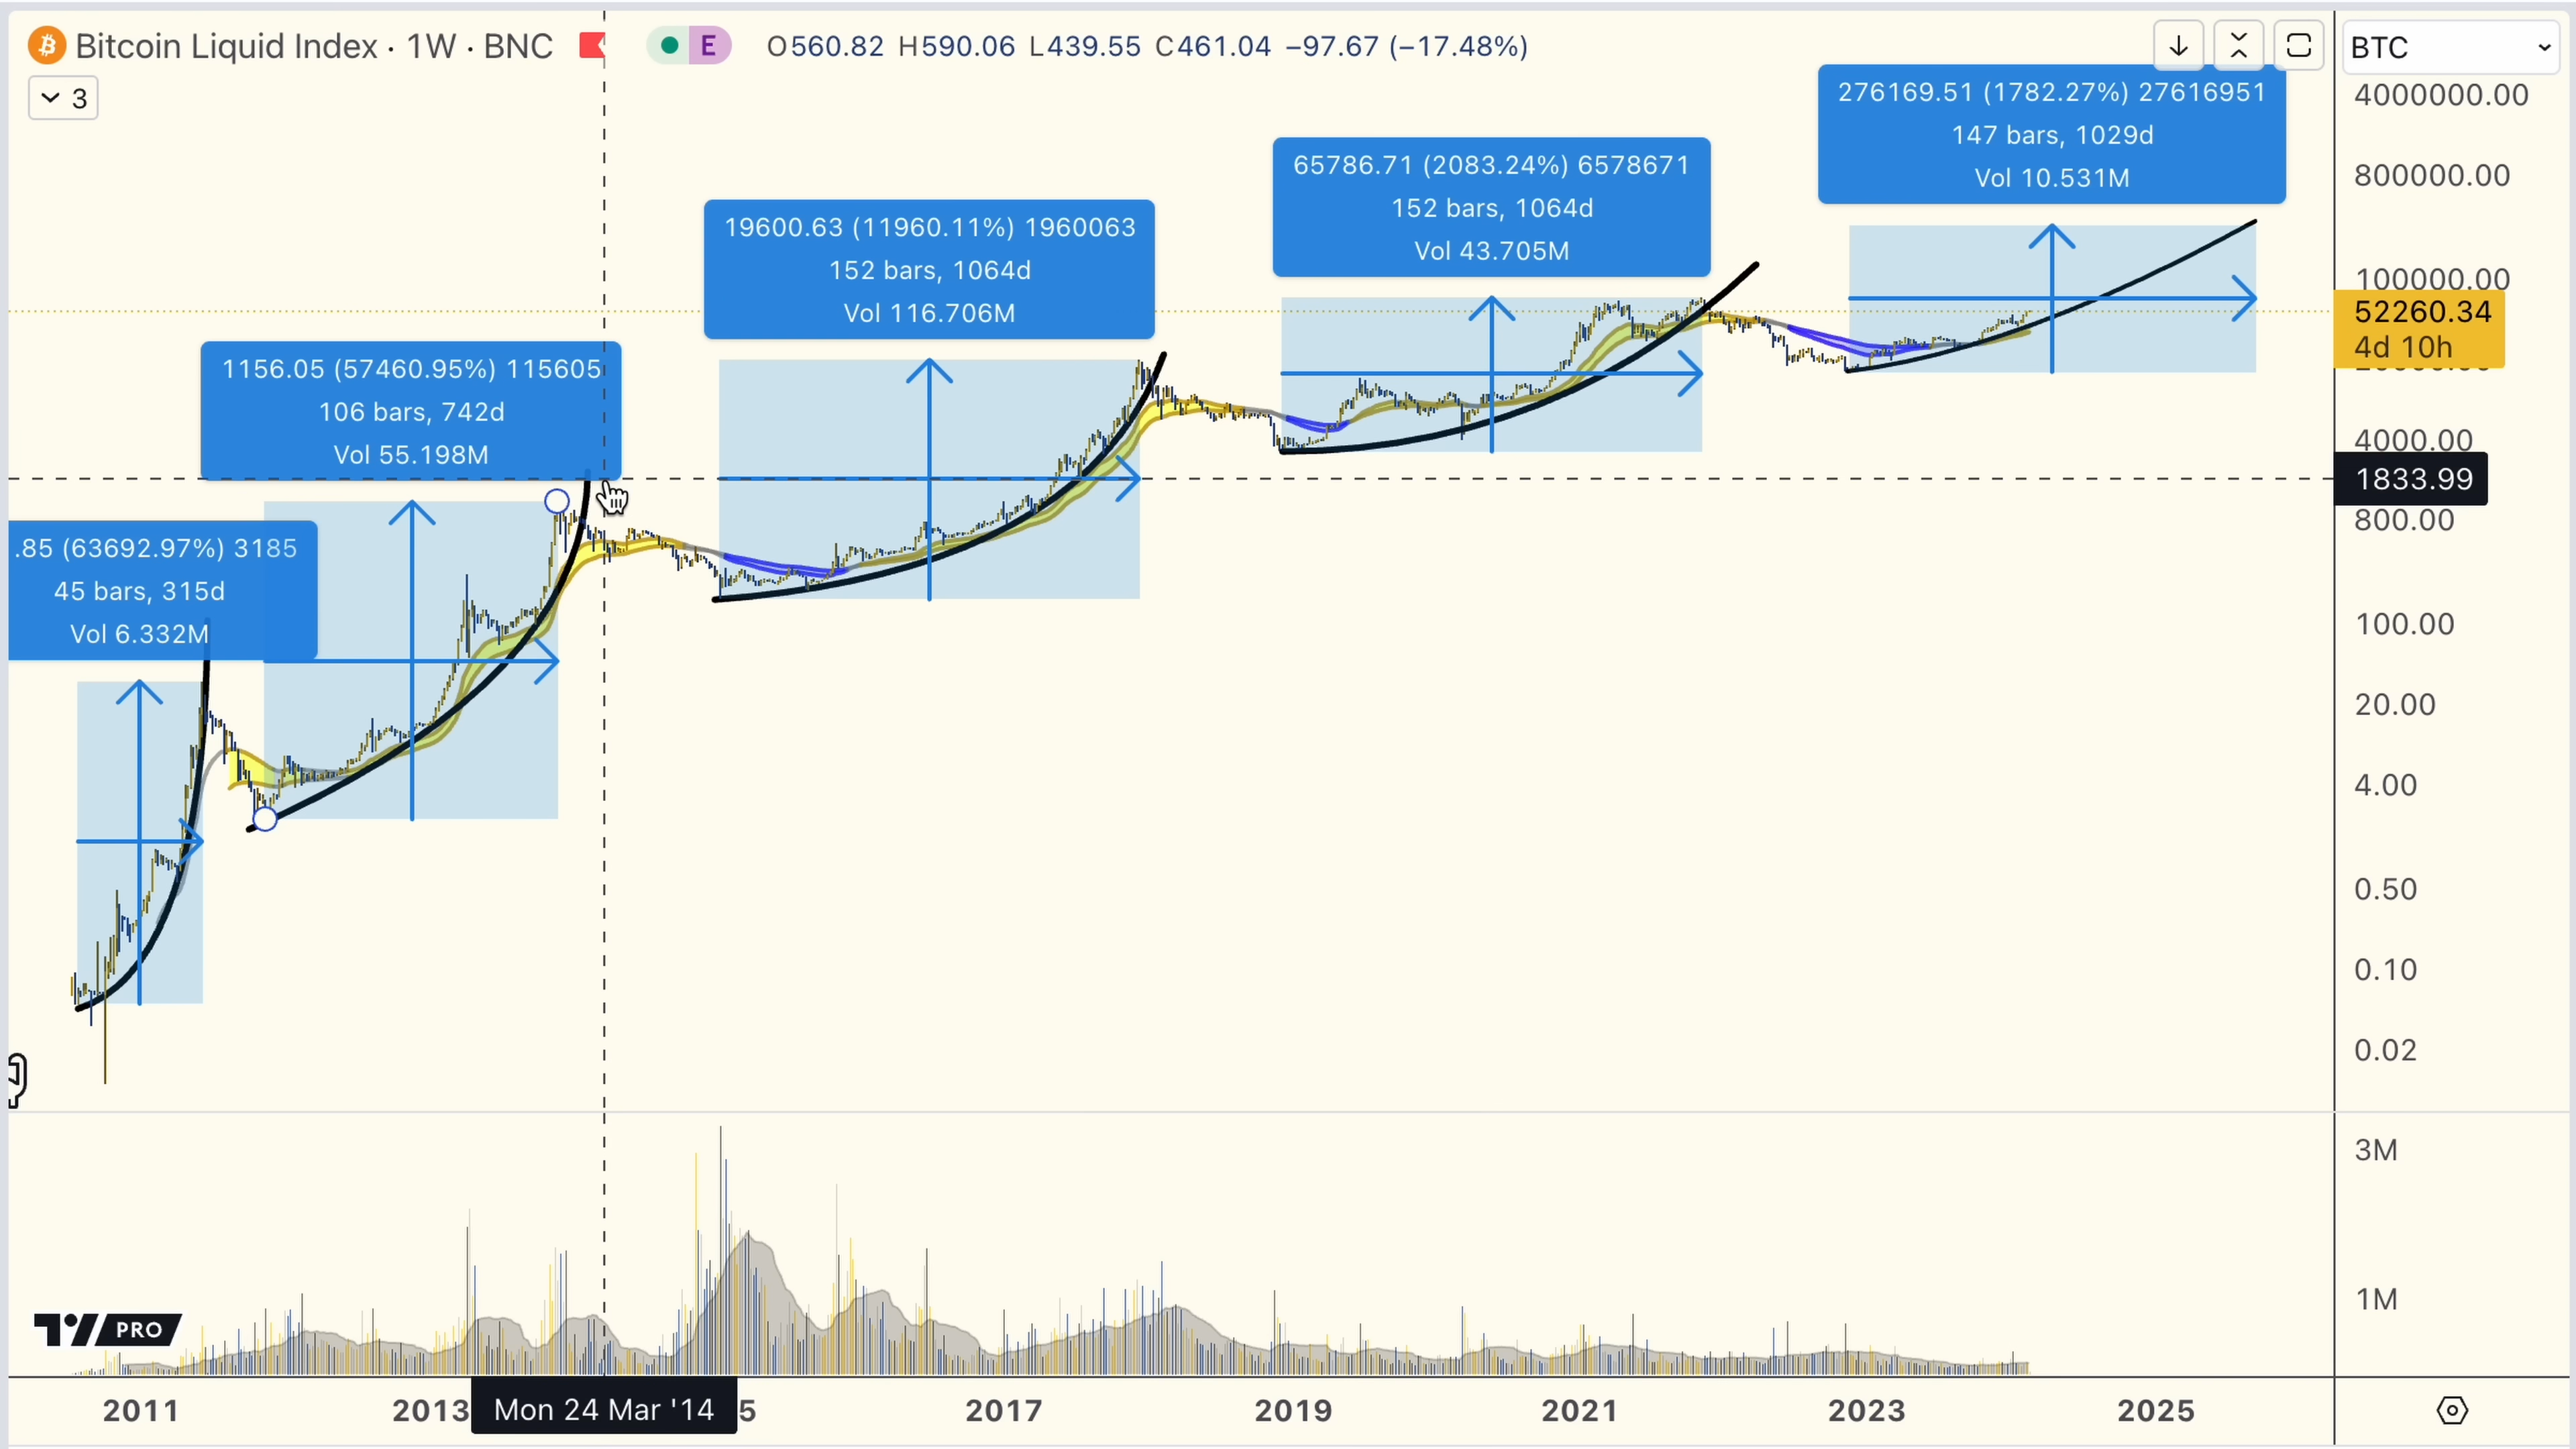 Bitcoin Liquid Index · 1W · BNC
E
O560.82 H590.06 L439.55 C461.04 −97.67 (−17.48%)
BTC
3
276169.51 (1782.27%) 27616951
147 bars, 1029d
Vol 10.531M
65786.71 (2083.24%) 6578671
152 bars, 1064d
Vol 43.705M
19600.63 (11960.11%) 1960063
152 bars, 1064d
Vol 116.706M
1156.05 (57460.95%) 115605
106 bars, 742d
Vol 55.198M
.85 (63692.97%) 3185
45 bars, 315d
Vol 6.332M
4000000.00
800000.00
100000.00
52260.34
4d 10h
4000.00
1833.99
800.00
100.00
20.00
4.00
0.50
0.10
0.02
3M
1M
PRO
2011
2013
Mon 24 Mar '14
5
2017
2019
2021
2023
2025